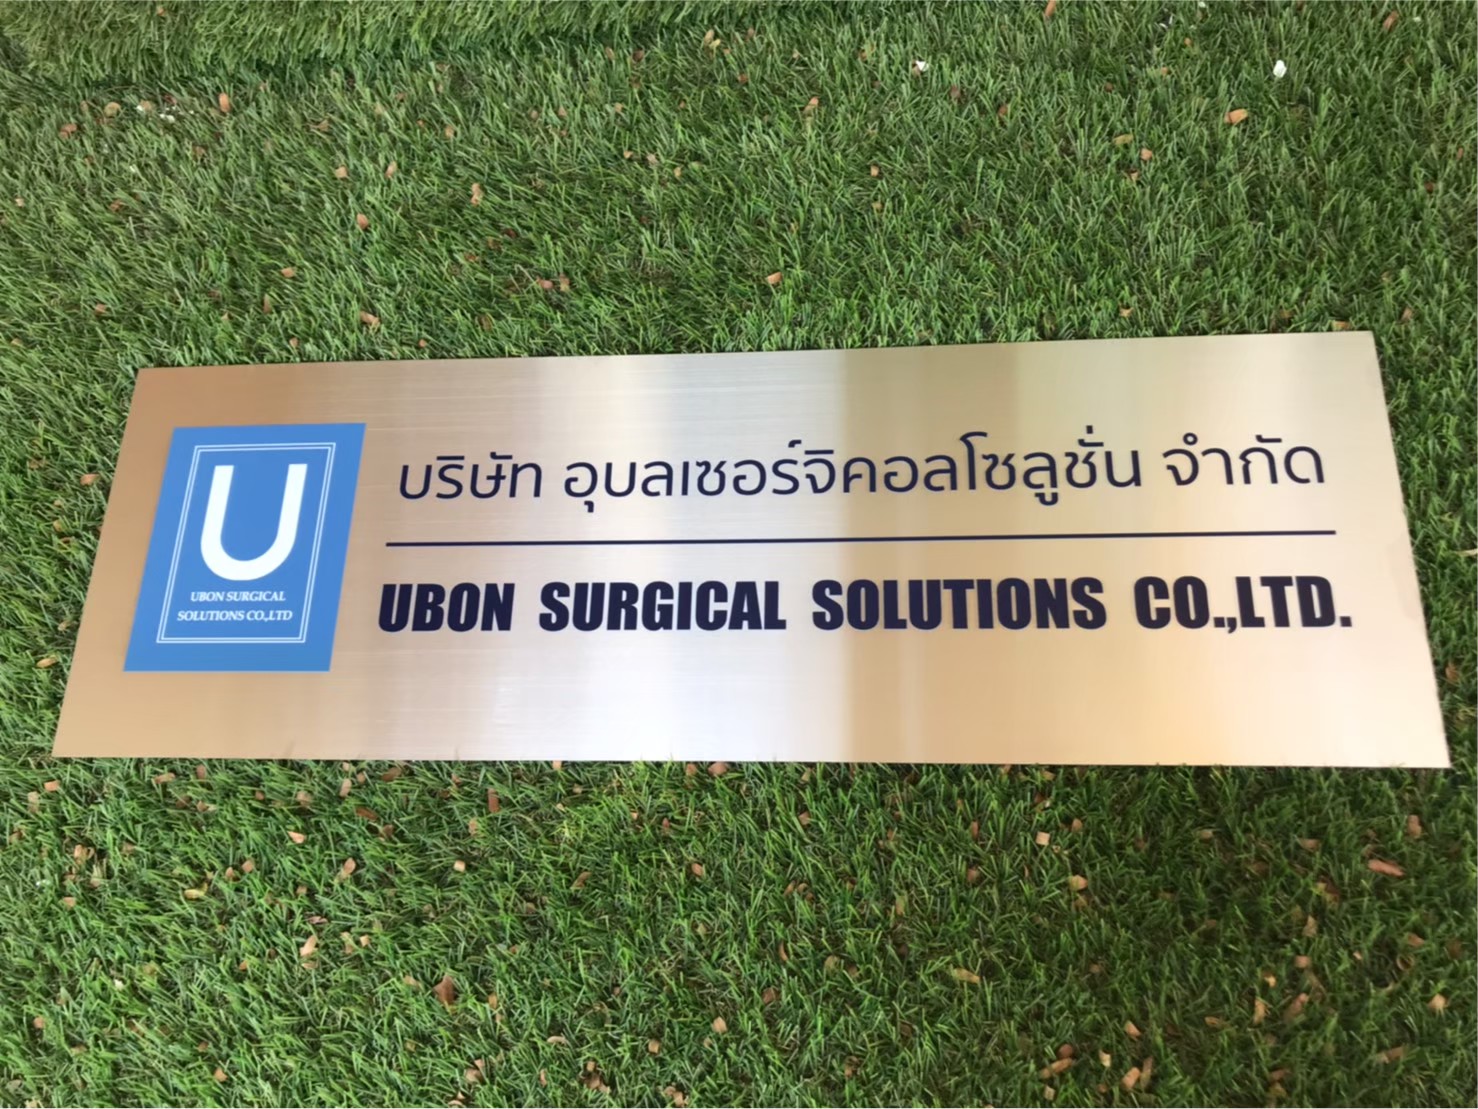 U
UBON SURGICAL
SOLUTIONS CO.,LTD
บริษัท อุบลเซอร์จิคอลโซลูชั่น จำกัด
UBON SURGICAL SOLUTIONS CO.,LTD.